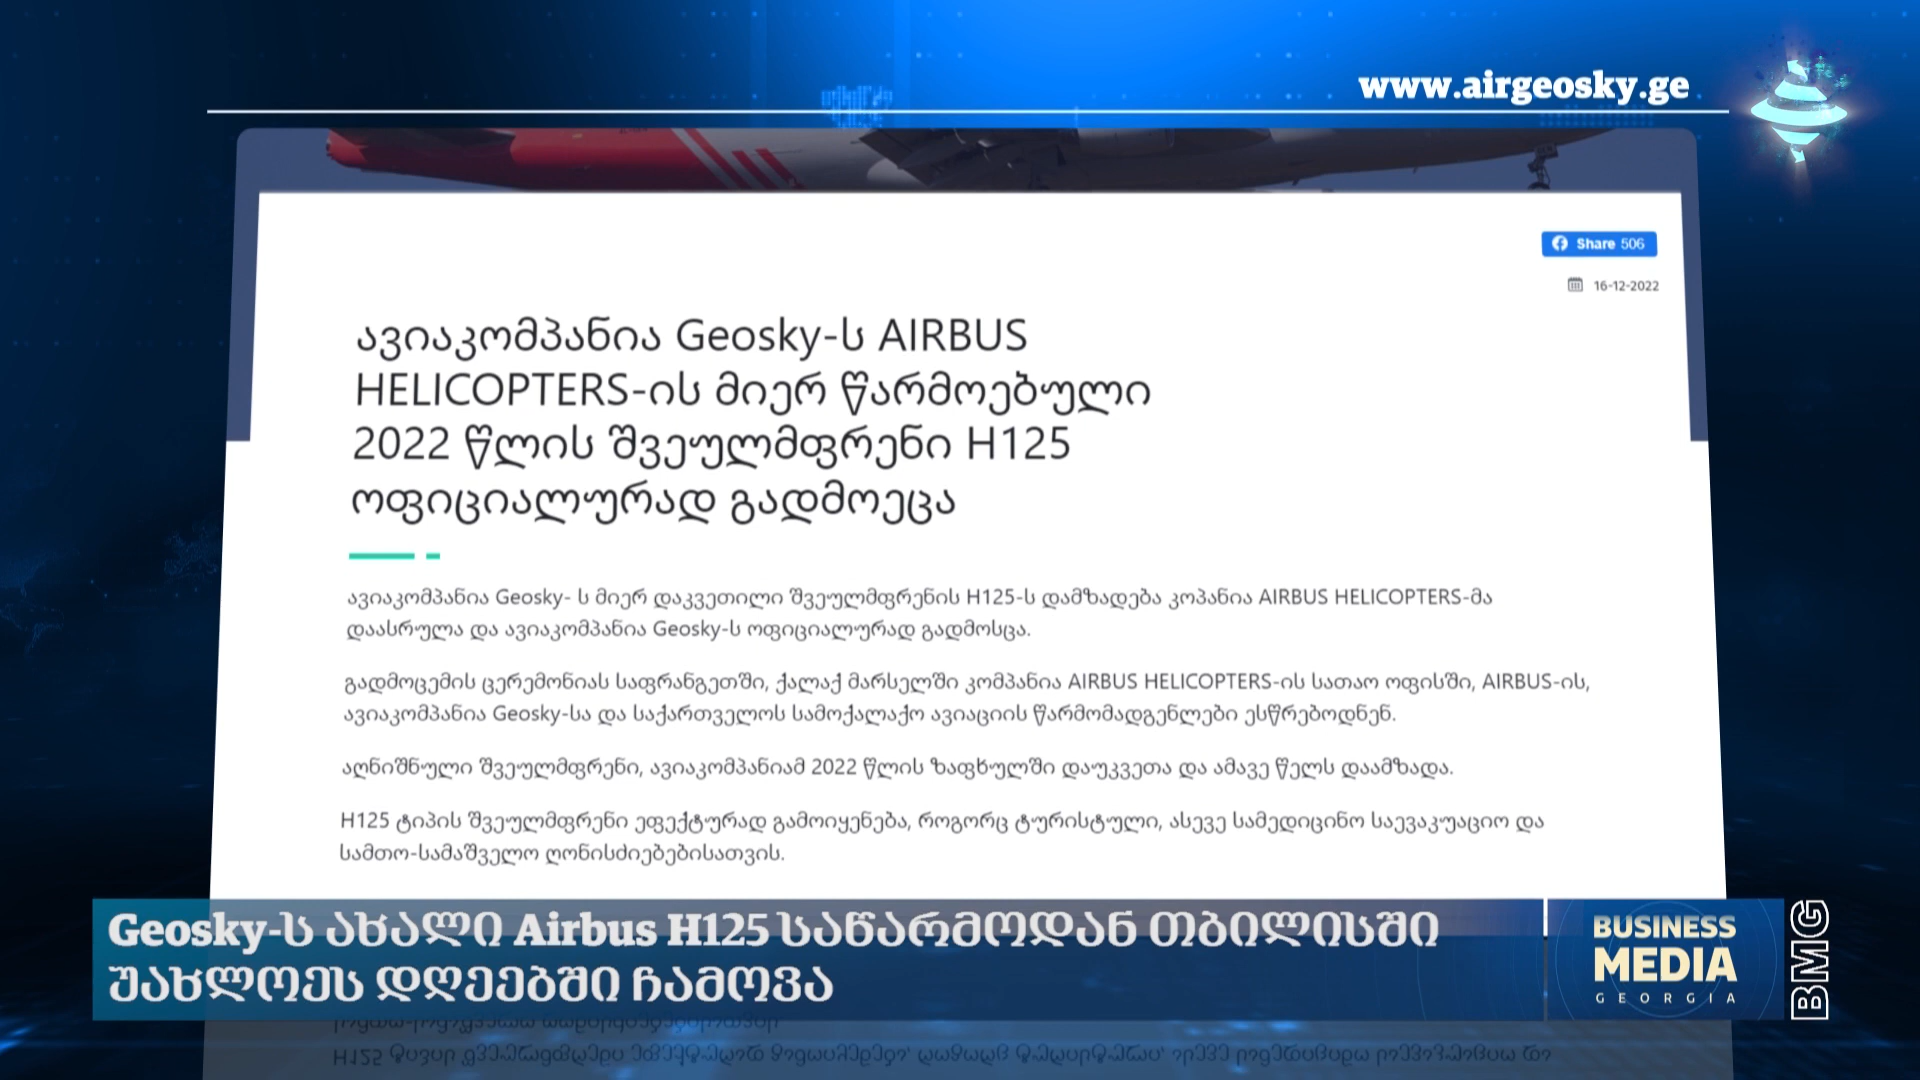 www.airgeosky.ge
Share 506
16-12-2022
ავიაკომპანია Geosky-ს AIRBUS
HELICOPTERS-ის მიერ წარმოებული
2022 წლის შვეულმფრენი H125
ოფიციალურად გადმოეცა
ავიაკომპანია Geosky- ს მიერ დაკვეთილი შვეულმფრენის H125-ს დამზადება კოპანია AIRBUS HELICOPTERS-მა
დაასრულა და ავიაკომპანია Geosky-ს ოფიციალურად გადმოსცა.
გადმოცემის ცერემონიას საფრანგეთში, ქალაქ მარსელში კომპანია AIRBUS HELICOPTERS-ის სათაო ოფისში, AIRBUS-ის,
ავიაკომპანია Geosky-სა და საქართველოს სამოქალაქო ავიაციის წარმომადგენლები ესწრებოდნენ.
აღნიშნული შვეულმფრენი, ავიაკომპანიამ 2022 წლის ზაფხულში დაუკვეთა და ამავე წელს დაამზადა.
H125 ტიპის შვეულმფრენი ეფექტურად გამოიყენება, როგორც ტურისტული, ასევე სამედიცინო საევაკუაციო და
სამთო-სამაშველო ღონისძიებებისათვის.
Geosky-ს ახალი Airbus H125 საწარმოდან თბილისში
უახლოეს დღეებში ჩამოვა
BUSINESS
MEDIA
GEORGIA
BMG